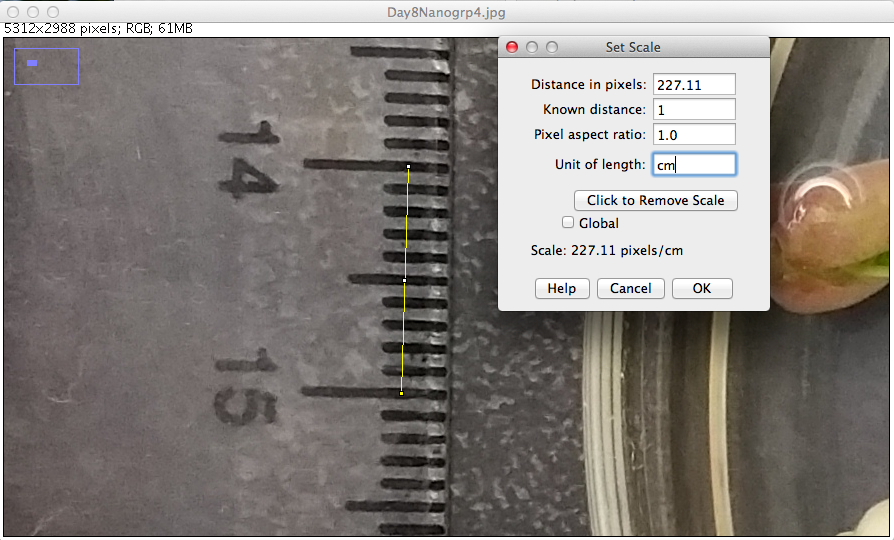 Day8Nanogrp4.jpg
5312x2988 pixels; RGB; 61MB
Set Scale
Distance in pixels: 227.11
Known distance: 1
Pixel aspect ratio: 1.0
Unit of length: cm
Click to Remove Scale
Global
Scale: 227.11 pixels/cm
Help Cancel OK
14
15